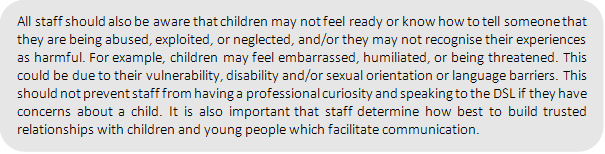 All staff should also be aware that children may not feel ready or know how to tell someone that
they are being abused, exploited, or neglected, and/or they may not recognise their experiences
as harmful. For example, children may feel embarrassed, humiliated, or being threatened. This
could be due to their vulnerability, disability and/or sexual orientation or language barriers. This
should not prevent staff from having a professional curiosity and speaking to the DSL if they have
concerns about a child. It is also important that staff determine how best to build trusted
relationships with children and young people which facilitate communication.